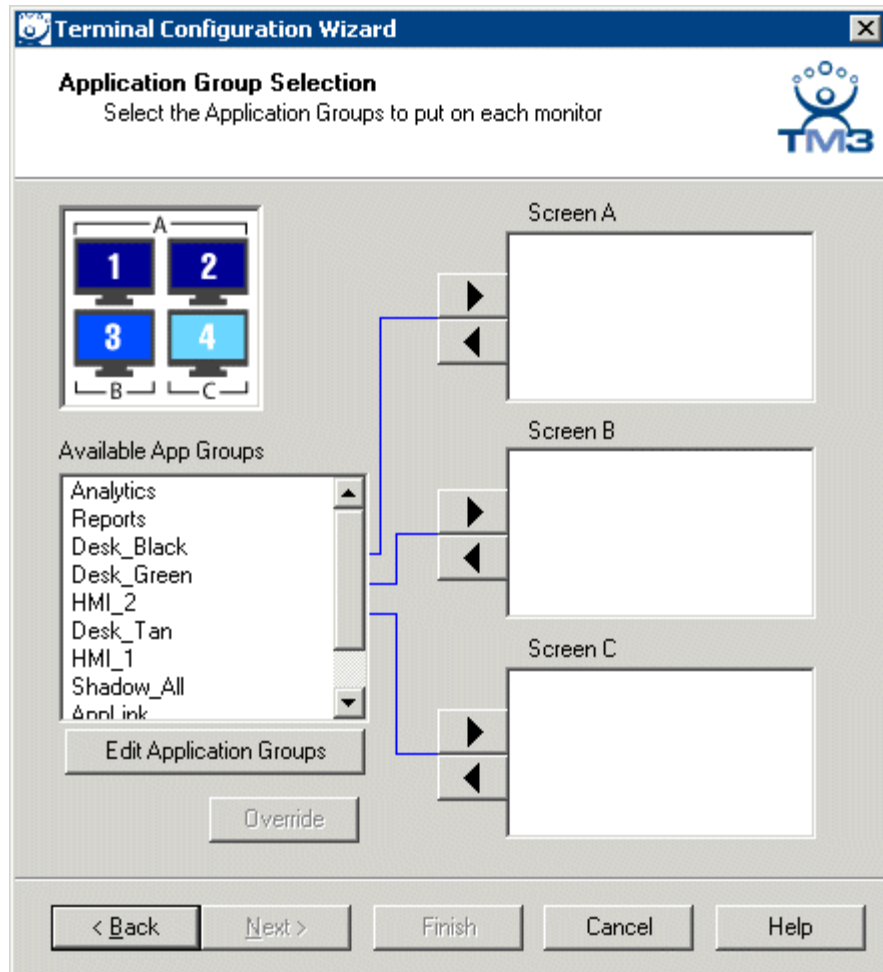 Terminal Configuration Wizard
Application Group Selection
Select the Application Groups to put on each monitor
TM3
A
1 2
3 4
B C
Screen A
Available App Groups
Analytics
Reports
Desk_Black
Desk_Green
HMI_2
Desk_Tan
HMI_1
Shadow_All
AppLink
Screen B
Screen C
Edit Application Groups
Override
< Back Next > Finish Cancel Help